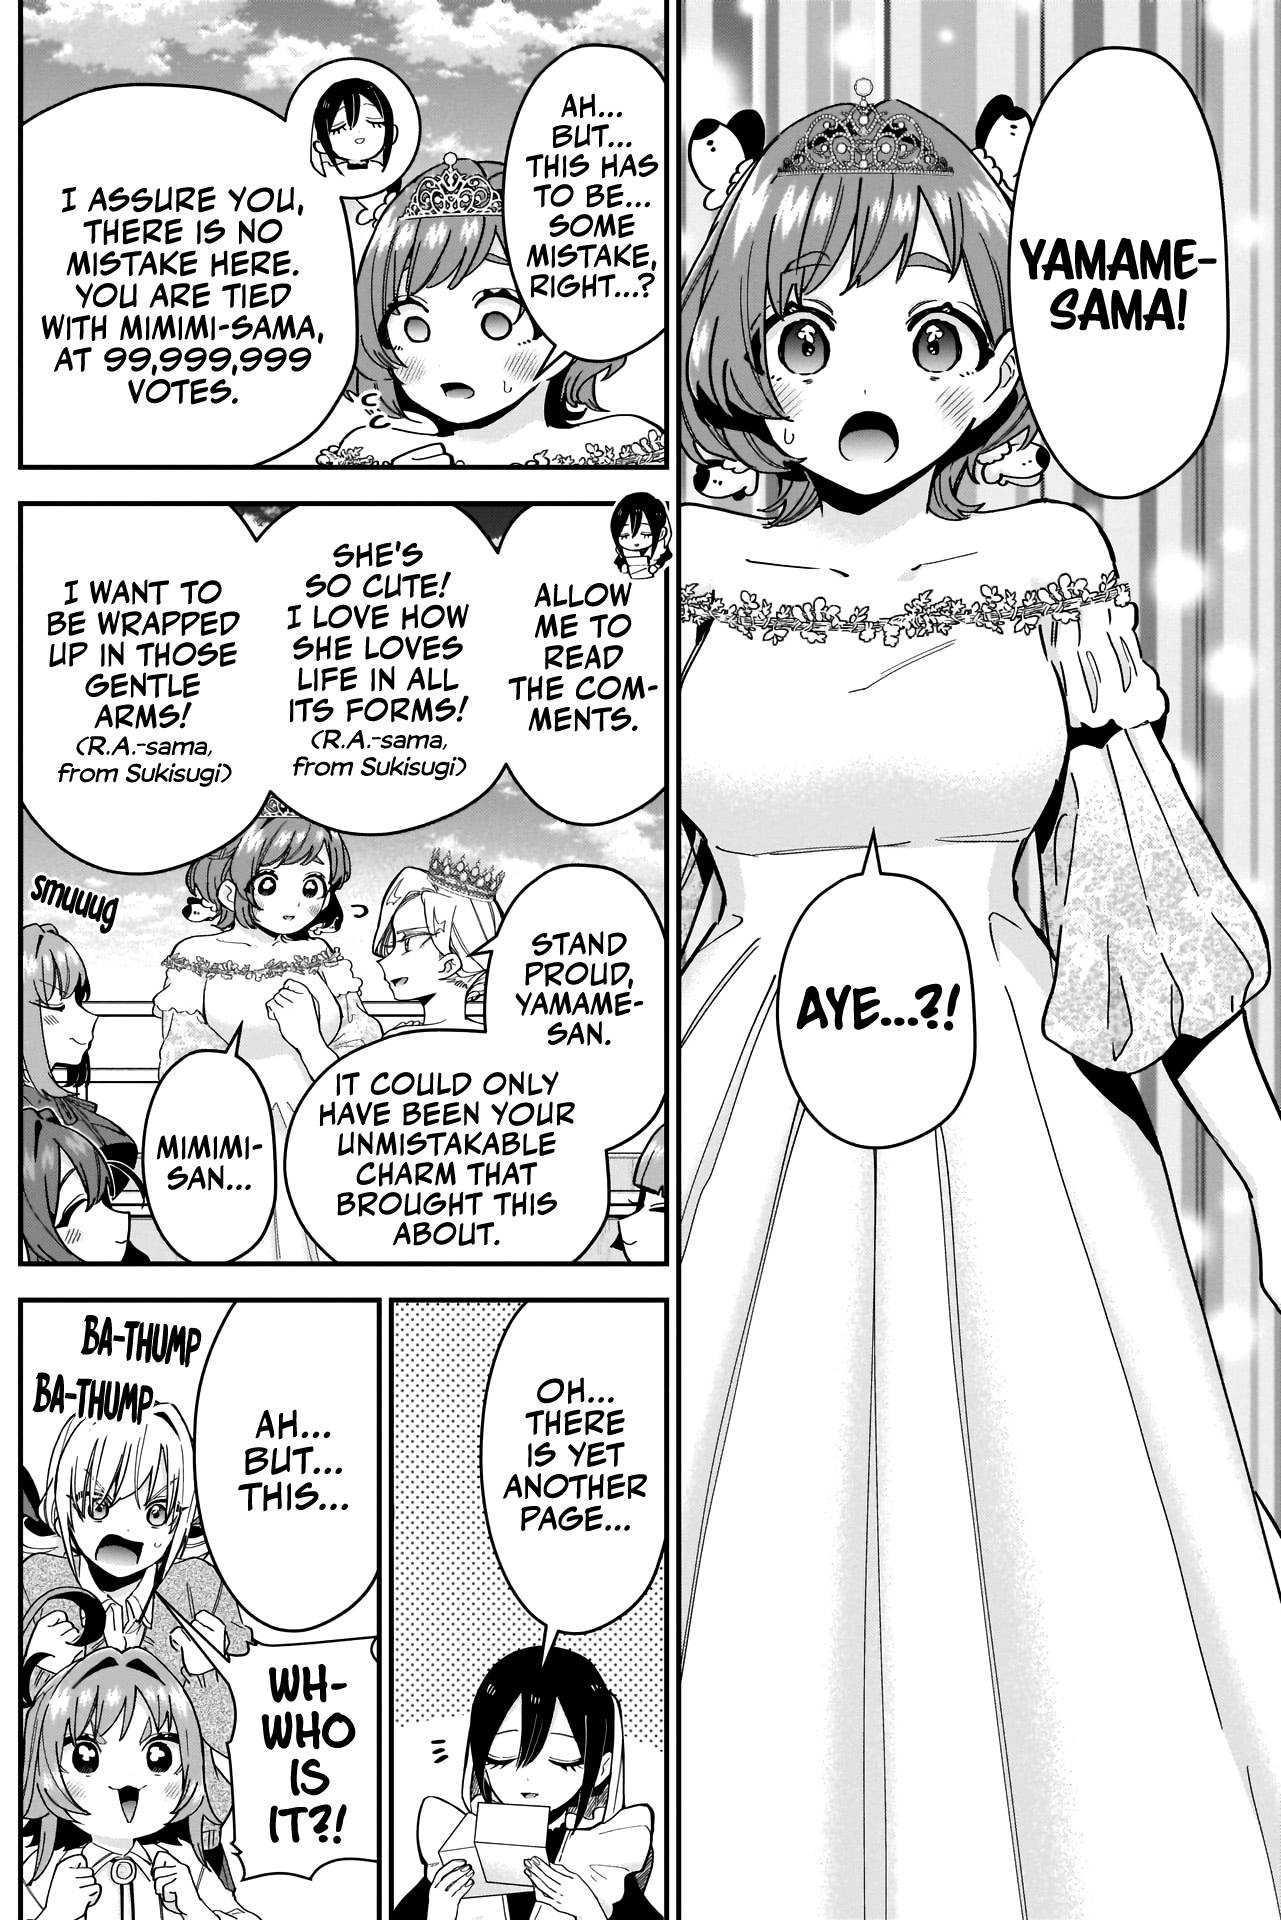 YAMAME-
SAMA!
AYE...?!
AH...
BUT...
THIS HAS
TO BE...
SOME
MISTAKE,
RIGHT...?
I ASSURE YOU,
THERE IS NO
MISTAKE HERE.
YOU ARE TIED
WITH MIMIMI-SAMA,
AT 99,999,999
VOTES.
ALLOW
ME TO
READ
THE COM-
MENTS.
SHE'S
SO CUTE!
I LOVE HOW
SHE LOVES
LIFE IN ALL
ITS FORMS!
(R.A.-sama,
from Sukisugi)
I WANT TO
BE WRAPPED
UP IN THOSE
GENTLE
ARMS!
(R.A.-sama,
from Sukisugi)
smuuug
STAND
PROUD,
YAMAME-
SAN.
IT COULD ONLY
HAVE BEEN YOUR
UNMISTAKABLE
CHARM THAT
BROUGHT THIS
ABOUT.
MIMIMI-
SAN...
OH...
THERE
IS YET
ANOTHER
PAGE...
AH...
BUT...
THIS...
BA-THUMP
BA-THUMP
WH-
WHO
IS
IT?!